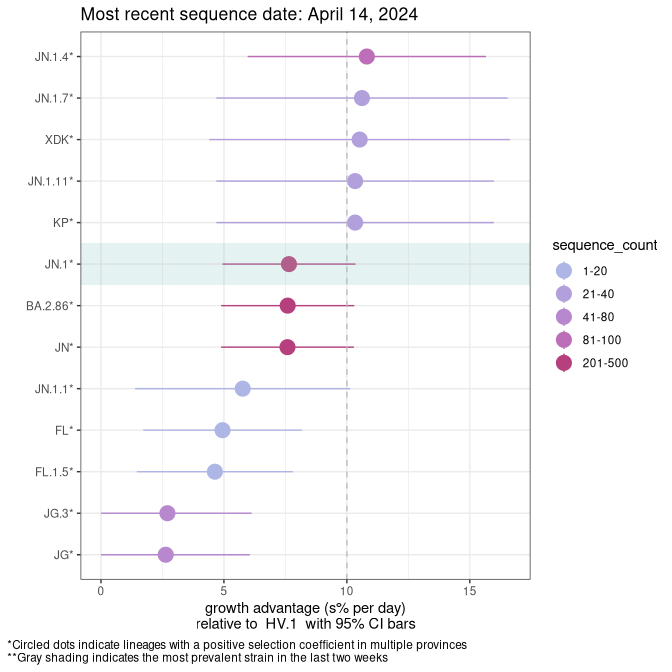 Most recent sequence date: April 14, 2024
JN.1.4*
JN.1.7*
XDK*
JN.1.11*
KP*
JN.1*
BA.2.86*
JN*
JN.1.1*
FL*
FL.1.5*
JG.3*
JG*
0 5 10 15
growth advantage (s% per day)
relative to HV.1 with 95% CI bars
sequence_count
1-20
21-40
41-80
81-100
201-500
*Circled dots indicate lineages with a positive selection coefficient in multiple provinces
**Gray shading indicates the most prevalent strain in the last two weeks